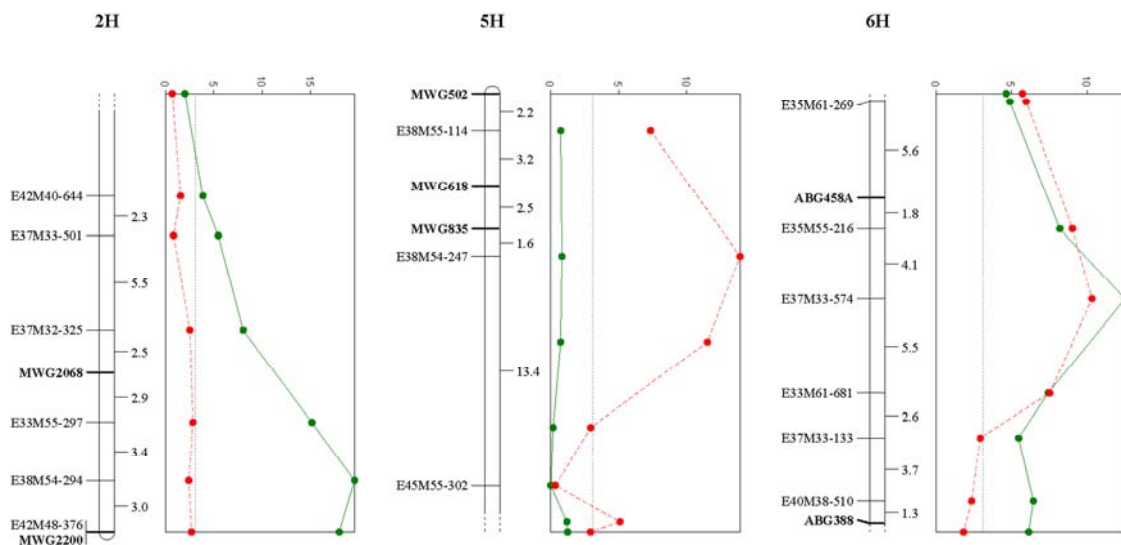 2H
5H
6H
0
5
10
15
E42M40-644
2.3
E37M33-501
5.5
E37M32-325
2.5
MWG2068
2.9
E33M55-297
3.4
E38M54-294
3.0
E42M48-376
MWG2200
0
5
10
MWG502
2.2
E38M55-114
3.2
MWG618
2.5
MWG835
1.6
E38M54-247
13.4
E45M55-302
0
5
10
E35M61-269
5.6
ABG458A
1.8
E35M55-216
4.1
E37M33-574
5.5
E33M61-681
2.6
E37M33-133
3.7
E40M38-510
1.3
ABG388